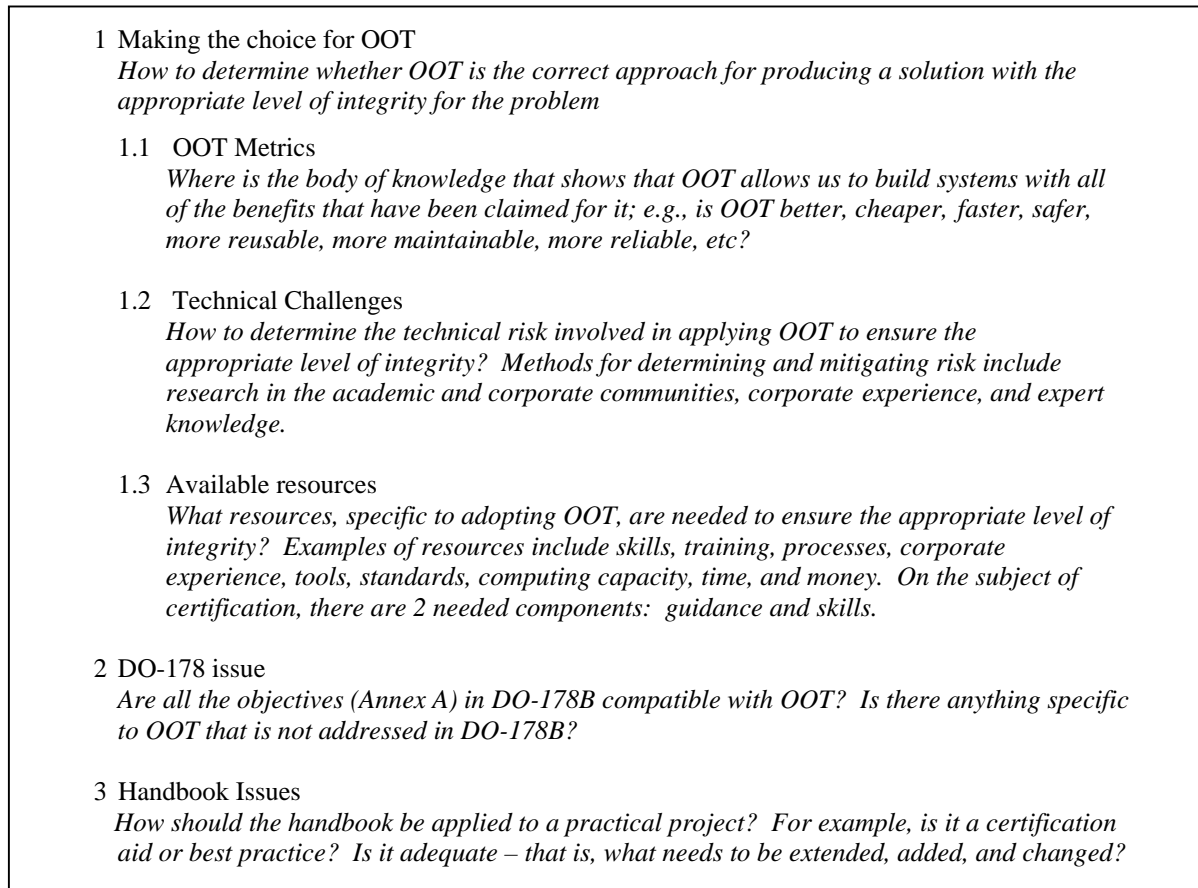 1 Making the choice for OOT
How to determine whether OOT is the correct approach for producing a solution with the
appropriate level of integrity for the problem
1.1 OOT Metrics
Where is the body of knowledge that shows that OOT allows us to build systems with all
of the benefits that have been claimed for it; e.g., is OOT better, cheaper, faster, safer,
more reusable, more maintainable, more reliable, etc?
1.2 Technical Challenges
How to determine the technical risk involved in applying OOT to ensure the
appropriate level of integrity? Methods for determining and mitigating risk include
research in the academic and corporate communities, corporate experience, and expert
knowledge.
1.3 Available resources
What resources, specific to adopting OOT, are needed to ensure the appropriate level of
integrity? Examples of resources include skills, training, processes, corporate
experience, tools, standards, computing capacity, time, and money. On the subject of
certification, there are 2 needed components: guidance and skills.
2 DO-178 issue
Are all the objectives (Annex A) in DO-178B compatible with OOT? Is there anything specific
to OOT that is not addressed in DO-178B?
3 Handbook Issues
How should the handbook be applied to a practical project? For example, is it a certification
aid or best practice? Is it adequate – that is, what needs to be extended, added, and changed?